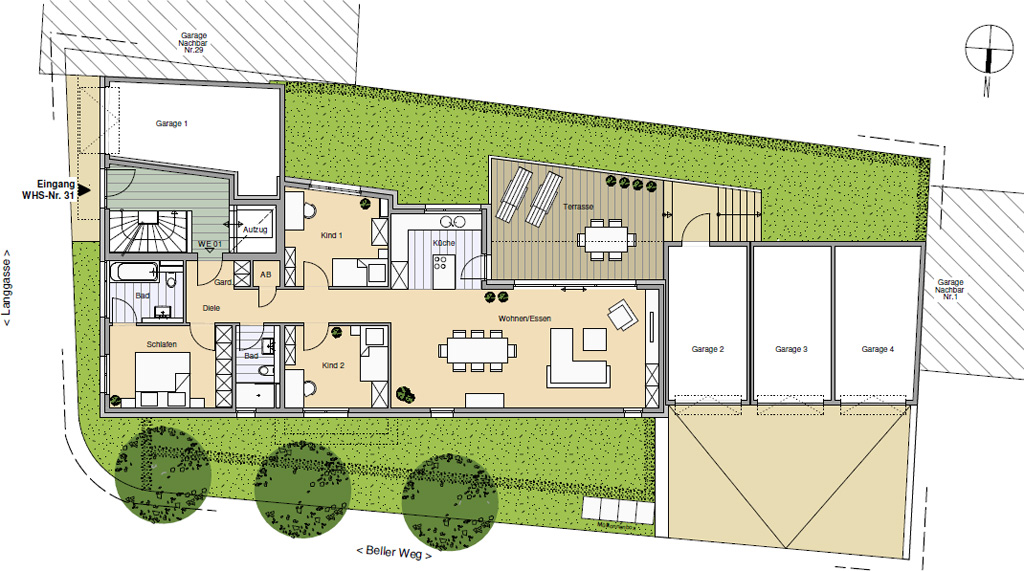 Garage
Nachbar
Nr.29
N
Garage 1
Eingang
WHS-Nr. 31
Aufzug
WE 01
Kind 1
Küche
Terrasse
Garage
Nachbar
Nr.1
Bad
Gard.
AB
Diele
Wohnen/Essen
Schlafen
Bad
Kind 2
Garage 2
Garage 3
Garage 4
< Langgasse >
< Beller Weg >